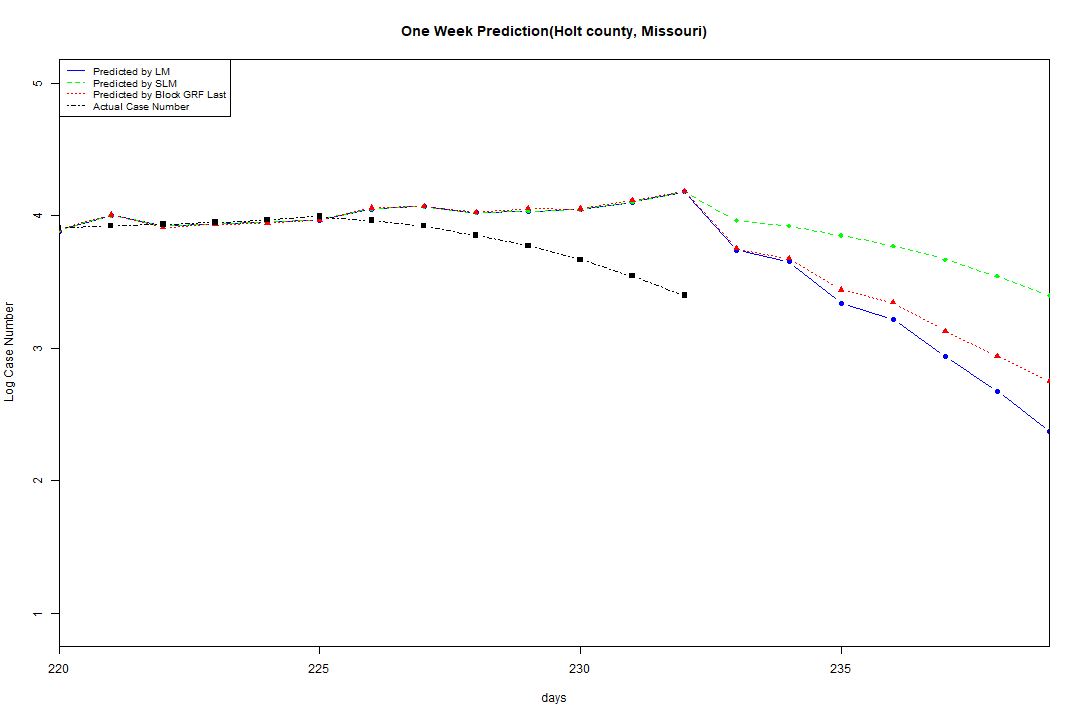 One Week Prediction(Holt county, Missouri)
Predicted by LM
Predicted by SLM
Predicted by Block GRF Last
Actual Case Number
5
4
3
2
1
Log Case Number
220 225 230 235
days